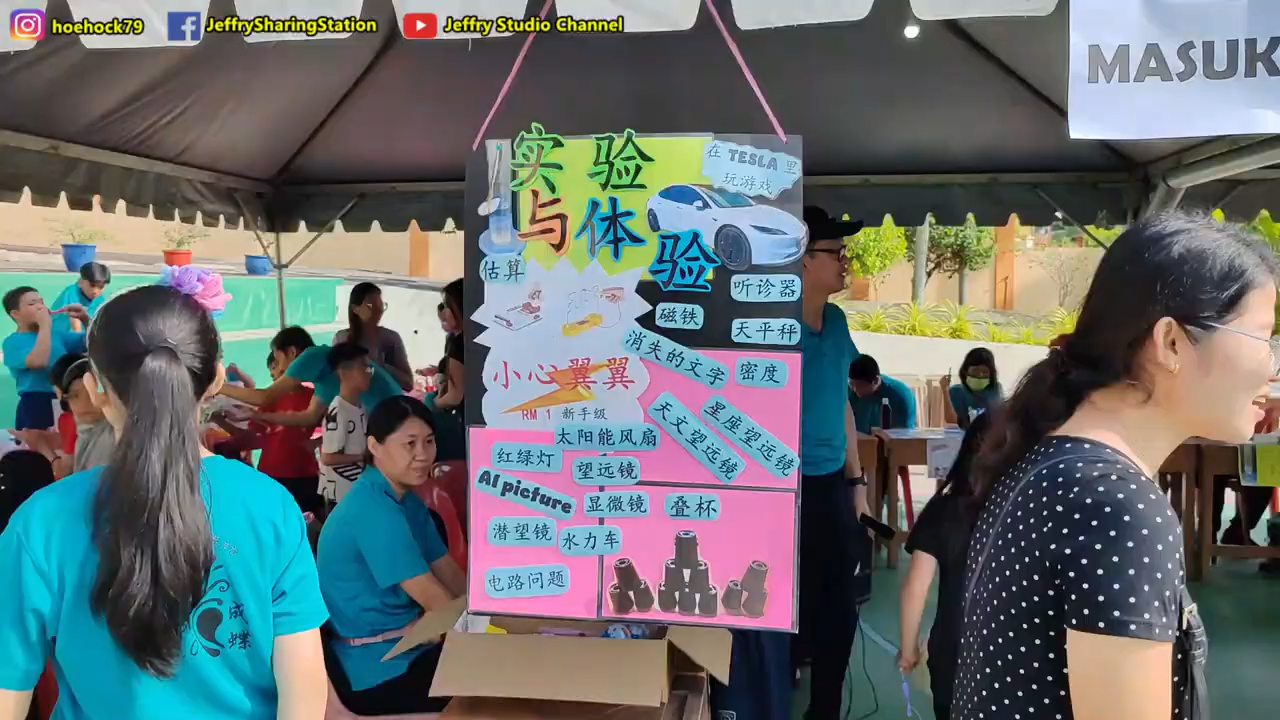 hoehock79
JeffrySharingStation
Jeffry Studio Channel
MASUK
实验
与体验
在 TESLA 里
玩游戏
估算
听诊器
磁铁
天平秤
消失的文字
密度
小心翼翼
RM 1 新手级
天文望远镜
星座望远镜
太阳能风扇
红绿灯
望远镜
AI picture
显微镜
叠杯
潜望镜
水力车
电路问题
成
蝶